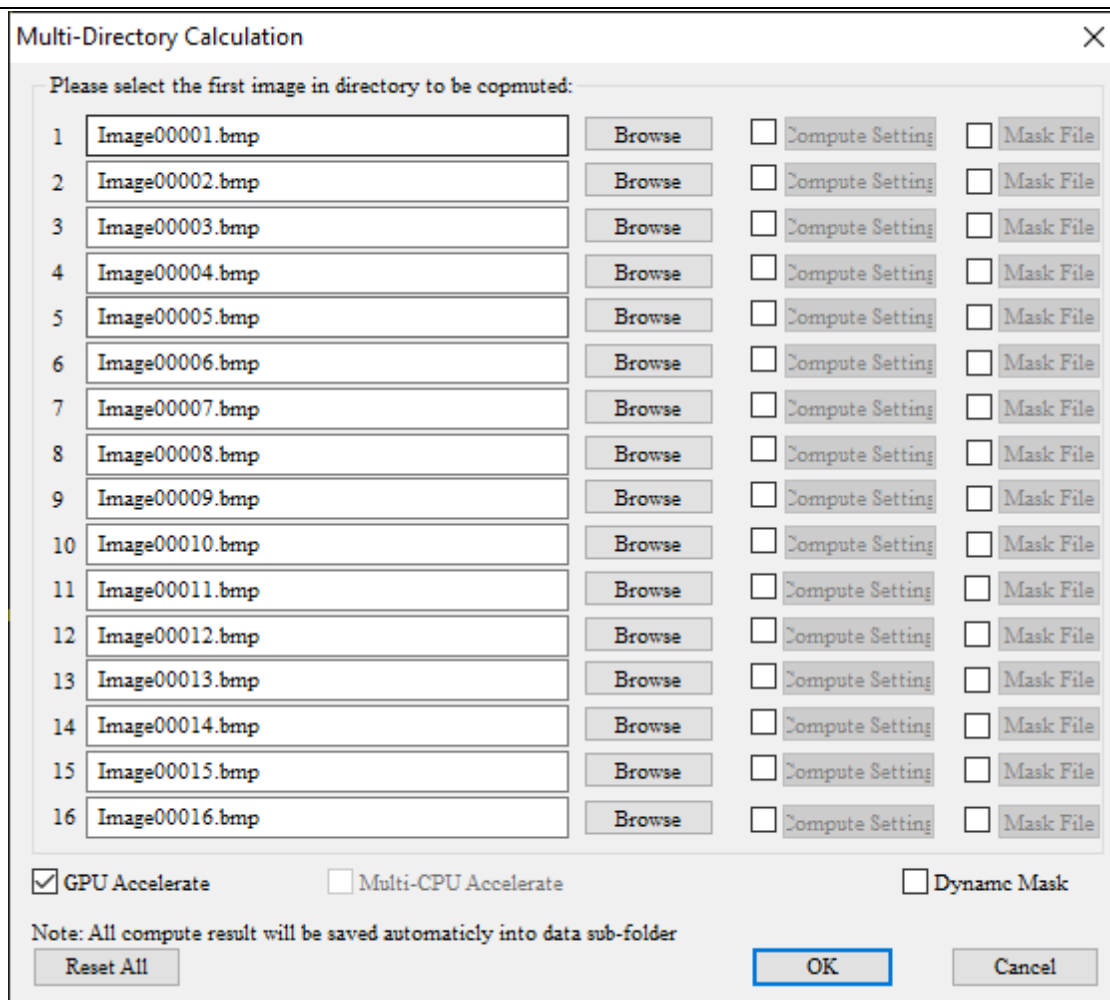 Multi-Directory Calculation
Please select the first image in directory to be copmuted:
1 Image00001.bmp Browse Compute Setting Mask File
2 Image00002.bmp Browse Compute Setting Mask File
3 Image00003.bmp Browse Compute Setting Mask File
4 Image00004.bmp Browse Compute Setting Mask File
5 Image00005.bmp Browse Compute Setting Mask File
6 Image00006.bmp Browse Compute Setting Mask File
7 Image00007.bmp Browse Compute Setting Mask File
8 Image00008.bmp Browse Compute Setting Mask File
9 Image00009.bmp Browse Compute Setting Mask File
10 Image00010.bmp Browse Compute Setting Mask File
11 Image00011.bmp Browse Compute Setting Mask File
12 Image00012.bmp Browse Compute Setting Mask File
13 Image00013.bmp Browse Compute Setting Mask File
14 Image00014.bmp Browse Compute Setting Mask File
15 Image00015.bmp Browse Compute Setting Mask File
16 Image00016.bmp Browse Compute Setting Mask File
GPU Accelerate Multi-CPU Accelerate Dynamc Mask
Note: All compute result will be saved automaticly into data sub-folder
Reset All OK Cancel